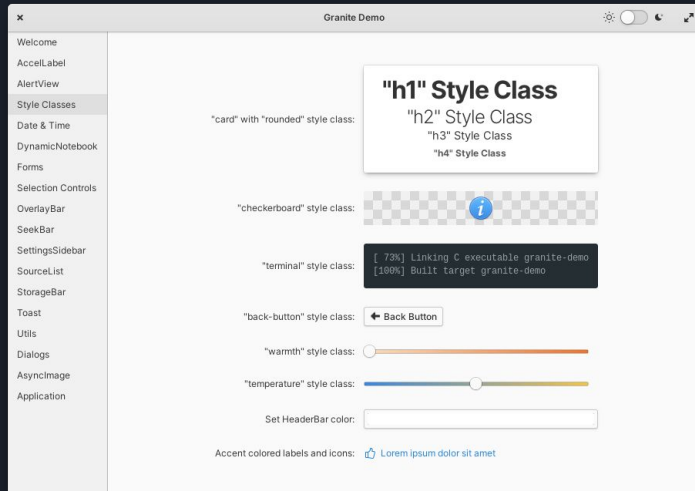 Granite Demo
Welcome
AccelLabel
AlertView
Style Classes
Date & Time
DynamicNotebook
Forms
Selection Controls
OverlayBar
SeekBar
SettingsSidebar
SourceList
StorageBar
Toast
Utils
Dialogs
AsyncImage
Application
"card" with "rounded" style class:
"h1" Style Class
"h2" Style Class
"h3" Style Class
"h4" Style Class
"checkerboard" style class:
"terminal" style class:
[ 73%] Linking C executable granite-demo
[100%] Built target granite-demo
"back-button" style class:
Back Button
"warmth" style class:
"temperature" style class:
Set HeaderBar color:
Accent colored labels and icons:
Lorem ipsum dolor sit amet